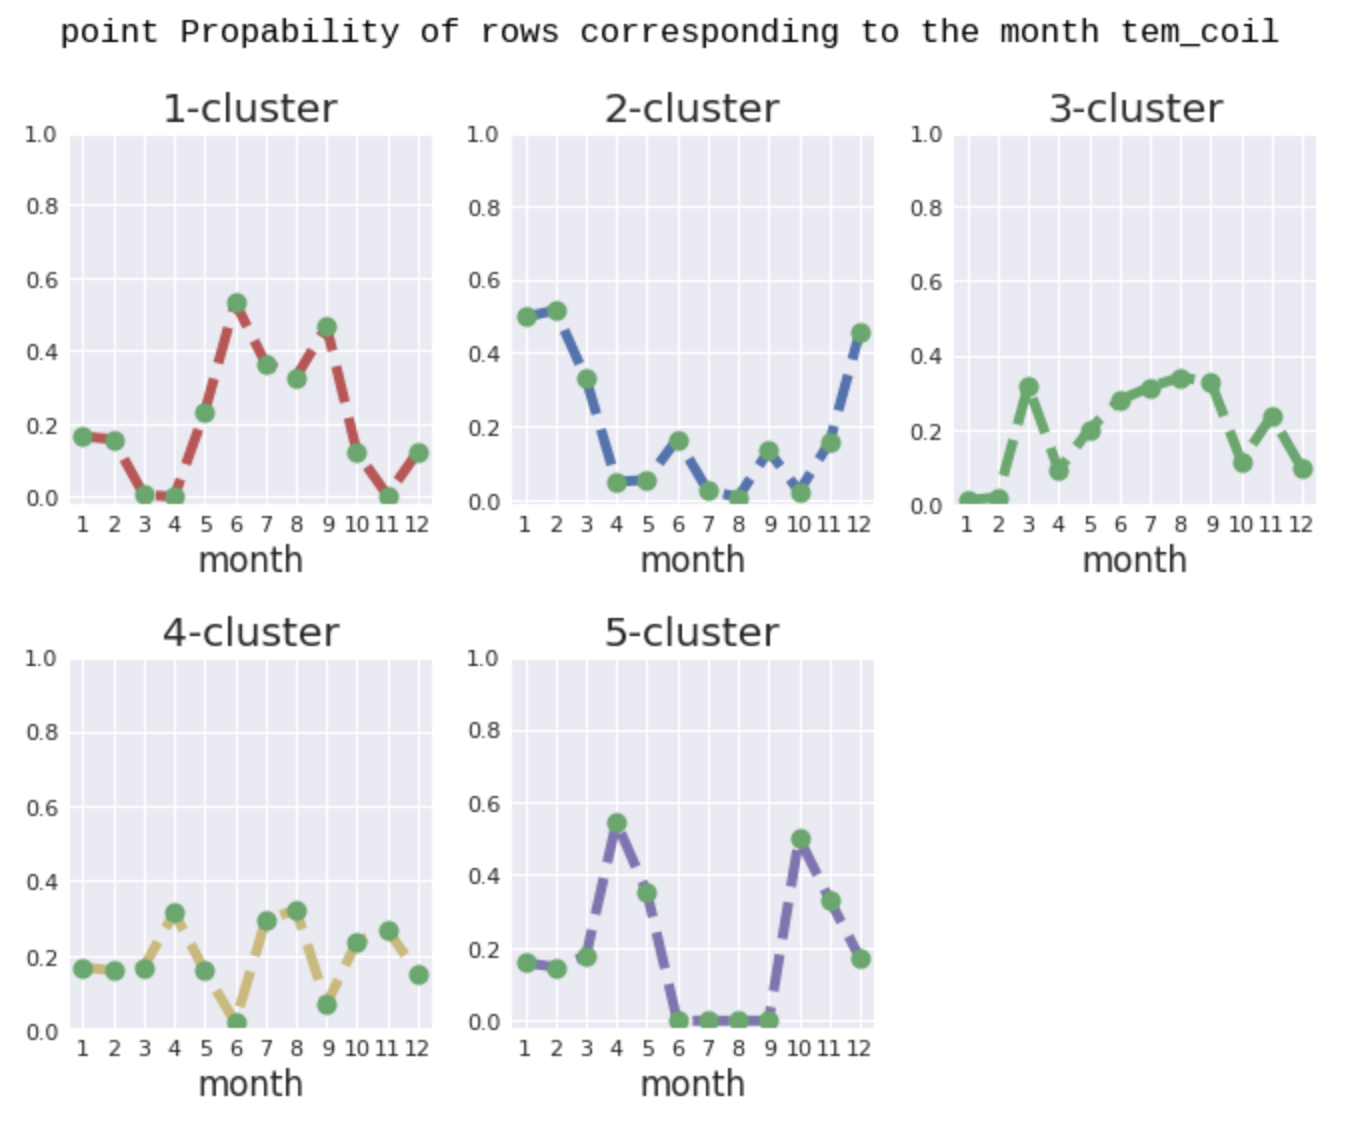 point Propability of rows corresponding to the month tem_coil
1-cluster
2-cluster
3-cluster
1.0
0.8
0.6
0.4
0.2
0.0
1 2 3 4 5 6 7 8 9 10 11 12
month
1.0
0.8
0.6
0.4
0.2
0.0
1 2 3 4 5 6 7 8 9 10 11 12
month
1.0
0.8
0.6
0.4
0.2
0.0
1 2 3 4 5 6 7 8 9 10 11 12
month
4-cluster
5-cluster
1.0
0.8
0.6
0.4
0.2
0.0
1 2 3 4 5 6 7 8 9 10 11 12
month
1.0
0.8
0.6
0.4
0.2
0.0
1 2 3 4 5 6 7 8 9 10 11 12
month